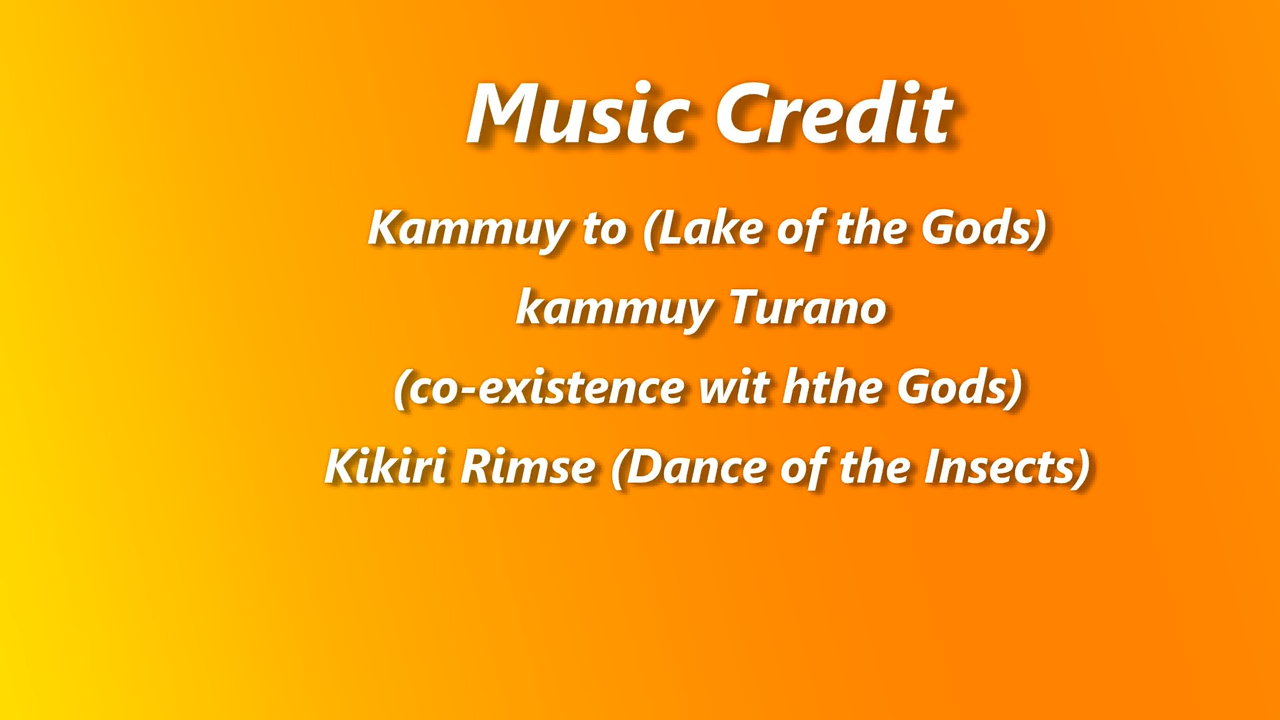 Music Credit
Kammuy to (Lake of the Gods)
kammuy Turano
(co-existence wit hthe Gods)
Kikiri Rimse (Dance of the Insects)